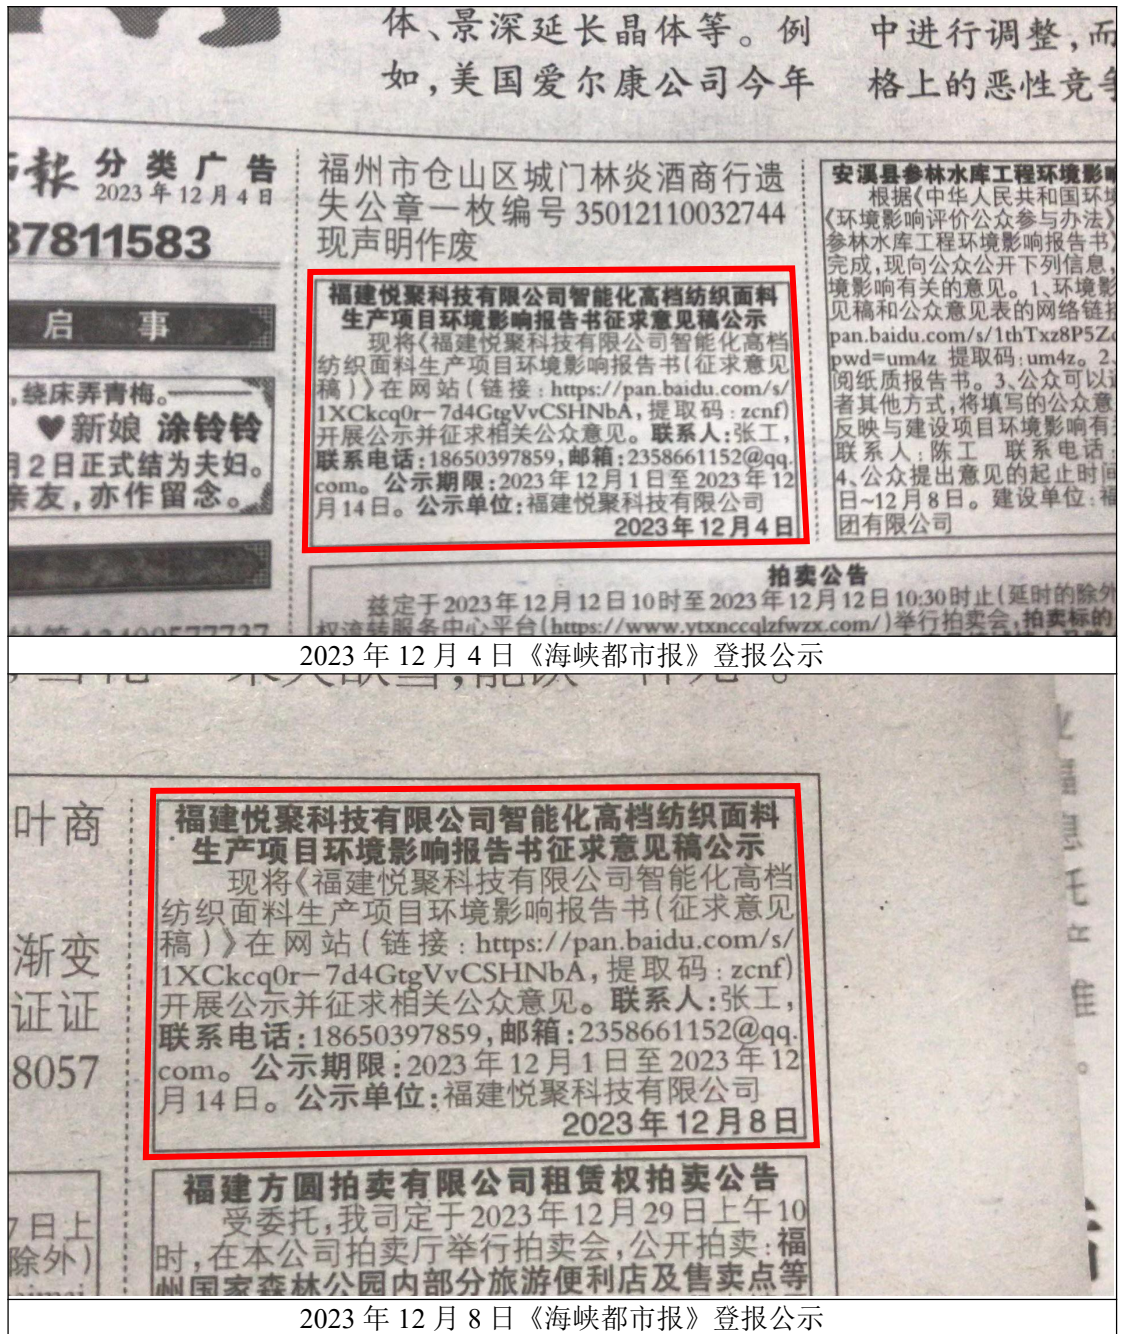 体、景深延长晶体等。例
如,美国爱尔康公司今年
中进行调整,而
格上的恶性竞争
报 分类广告
2023年12月4日
87811583
启 事
,绕床弄青梅。
♥新娘 涂铃铃
月2日正式结为夫妇。
亲友,亦作留念。
福州市仓山区城门林炎酒商行遗
失公章一枚编号35012110032744
现声明作废
福建悦聚科技有限公司智能化高档纺织面料
生产项目环境影响报告书征求意见稿公示
现将《福建悦聚科技有限公司智能化高档
纺织面料生产项目环境影响报告书(征求意见
稿)》在网站(链接:https://pan.baidu.com/s/
1XCkcq0r-7d4GtgVvCSHNbA,提取码:zcnf)
开展公示并征求相关公众意见。联系人:张工,
联系电话:18650397859,邮箱:2358661152@qq.
com。公示期限:2023年12月1日至2023年12
月14日。公示单位:福建悦聚科技有限公司
2023年12月4日
安溪县参林水库工程环境影响
根据《中华人民共和国环境
《环境影响评价公众参与办法》
参林水库工程环境影响报告书》
完成,现向公众公开下列信息,
境影响有关的意见。1、环境影
见稿和公众意见表的网络链接
pan.baidu.com/s/1thTxz8P5Z
pwd=um4z 提取码:um4z。2、
阅纸质报告书。3、公众可以
者其他方式,将填写的公众意
反映与建设项目环境影响有
联系人:陈工 联系电话:
4、公众提出意见的起止时间
日~12月8日。建设单位:福
团有限公司
拍卖公告
兹定于2023年12月12日10时至2023年12月12日10:30时止(延时的除外
权流转服务中心平台(https://www.ytxnccqlzfwzx.com/)举行拍卖会,拍卖标的
2023年12月4日《海峡都市报》登报公示
叶商
渐变
证证
8057
福建悦聚科技有限公司智能化高档纺织面料
生产项目环境影响报告书征求意见稿公示
现将《福建悦聚科技有限公司智能化高档
纺织面料生产项目环境影响报告书(征求意见
稿)》在网站(链接:https://pan.baidu.com/s/
1XCkcq0r-7d4GtgVvCSHNbA,提取码:zcnf)
开展公示并征求相关公众意见。联系人:张工,
联系电话:18650397859,邮箱:2358661152@qq.
com。公示期限:2023年12月1日至2023年12
月14日。公示单位:福建悦聚科技有限公司
2023年12月8日
7日上
除外)
福建方圆拍卖有限公司租赁权拍卖公告
受委托,我司定于2023年12月29日上午10
时,在本公司拍卖厅举行拍卖会,公开拍卖:福
州国家森林公园内部分旅游便利店及售卖点等
2023年12月8日《海峡都市报》登报公示